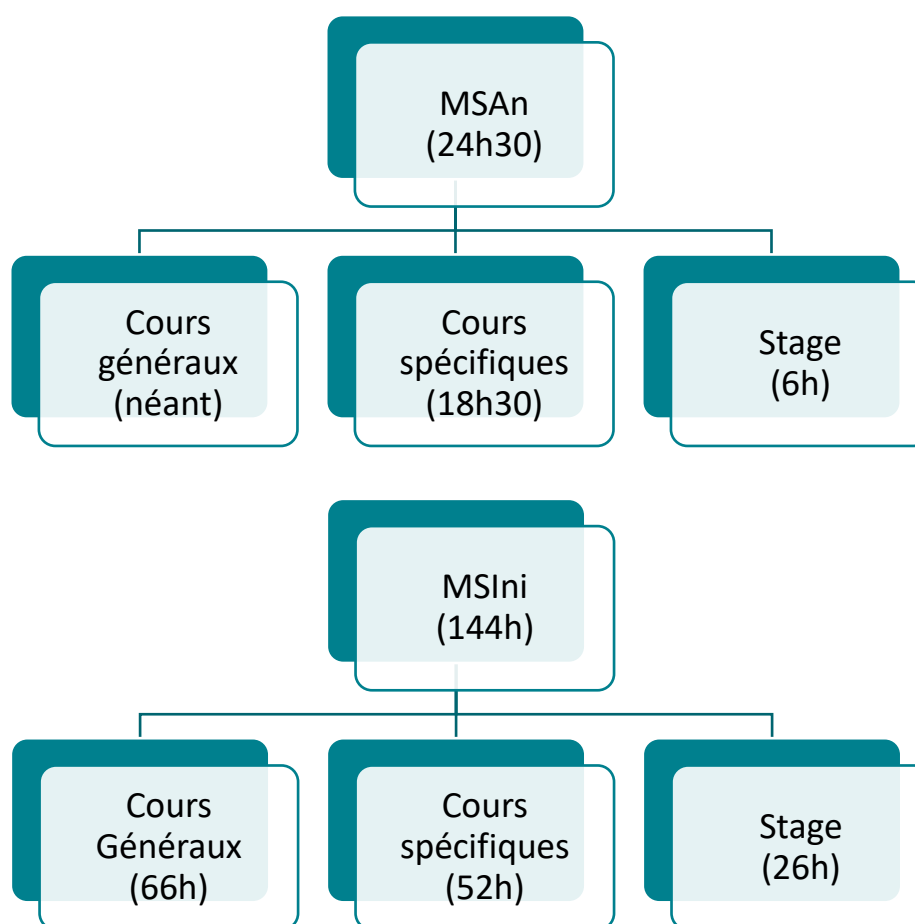 MSAn
(24h30)
Cours
généraux
(néant)
Cours
spécifiques
(18h30)
Stage
(6h)
MSIni
(144h)
Cours
Généraux
(66h)
Cours
spécifiques
(52h)
Stage
(26h)